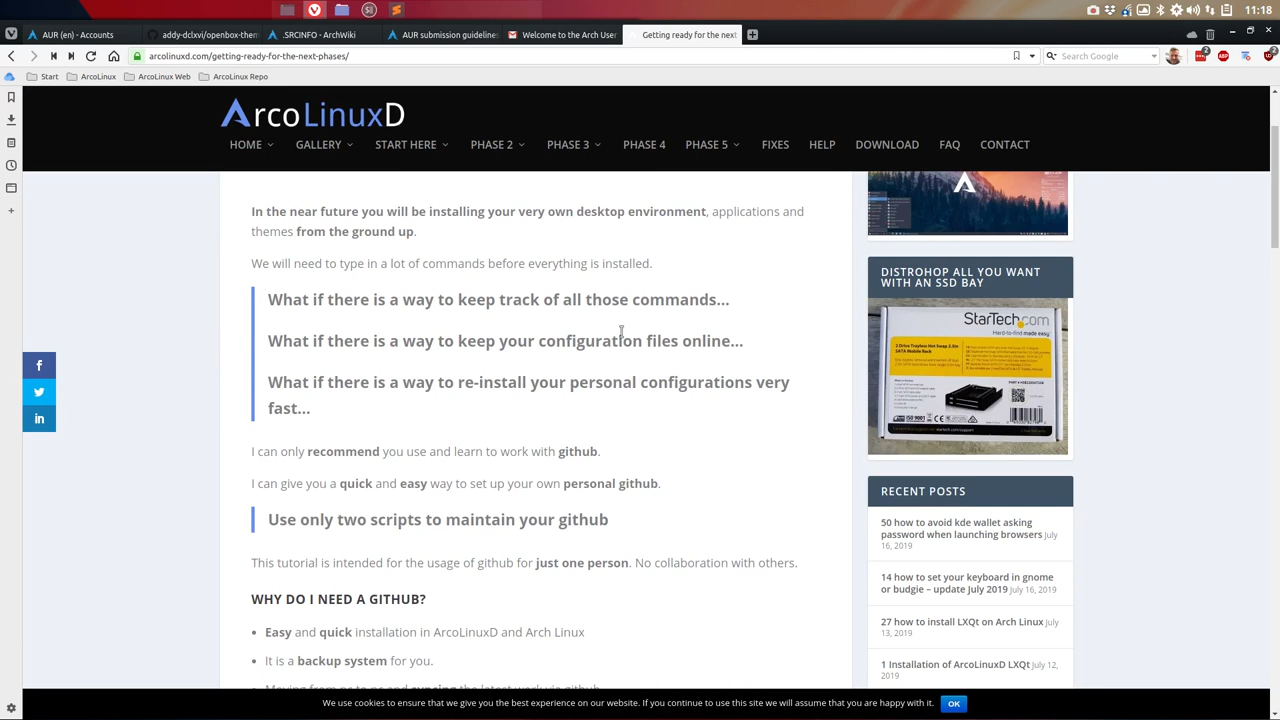 11:18
AUR (en) - Accounts
addy-dclxvi/openbox-them
.SRCINFO - ArchWiki
AUR submission guidelines
Welcome to the Arch User
Getting ready for the next
arcolinuxd.com/getting-ready-for-the-next-phases/
Search Google
Start
ArcoLinux
ArcoLinux Web
ArcoLinux Repo
ArcoLinuxD
HOME
GALLERY
START HERE
PHASE 2
PHASE 3
PHASE 4
PHASE 5
FIXES
HELP
DOWNLOAD
FAQ
CONTACT
In the near future you will be installing your very own desktop environment, applications and
themes from the ground up.
We will need to type in a lot of commands before everything is installed.
What if there is a way to keep track of all those commands...
What if there is a way to keep your configuration files online...
What if there is a way to re-install your personal configurations very
fast...
I can only recommend you use and learn to work with github.
I can give you a quick and easy way to set up your own personal github.
Use only two scripts to maintain your github
This tutorial is intended for the usage of github for just one person. No collaboration with others.
WHY DO I NEED A GITHUB?
• Easy and quick installation in ArcoLinuxD and Arch Linux
• It is a backup system for you.
• Moving from pc to pc and syncing the latest work via github
DISTROHOP ALL YOU WANT
WITH AN SSD BAY
StarTech.com
Hard-to-find made easy
RECENT POSTS
50 how to avoid kde wallet asking
password when launching browsers July
16, 2019
14 how to set your keyboard in gnome
or budgie – update July 2019 July 16, 2019
27 how to install LXQt on Arch Linux July
13, 2019
1 Installation of ArcoLinuxD LXQt July 12,
2019
We use cookies to ensure that we give you the best experience on our website. If you continue to use this site we will assume that you are happy with it.
OK